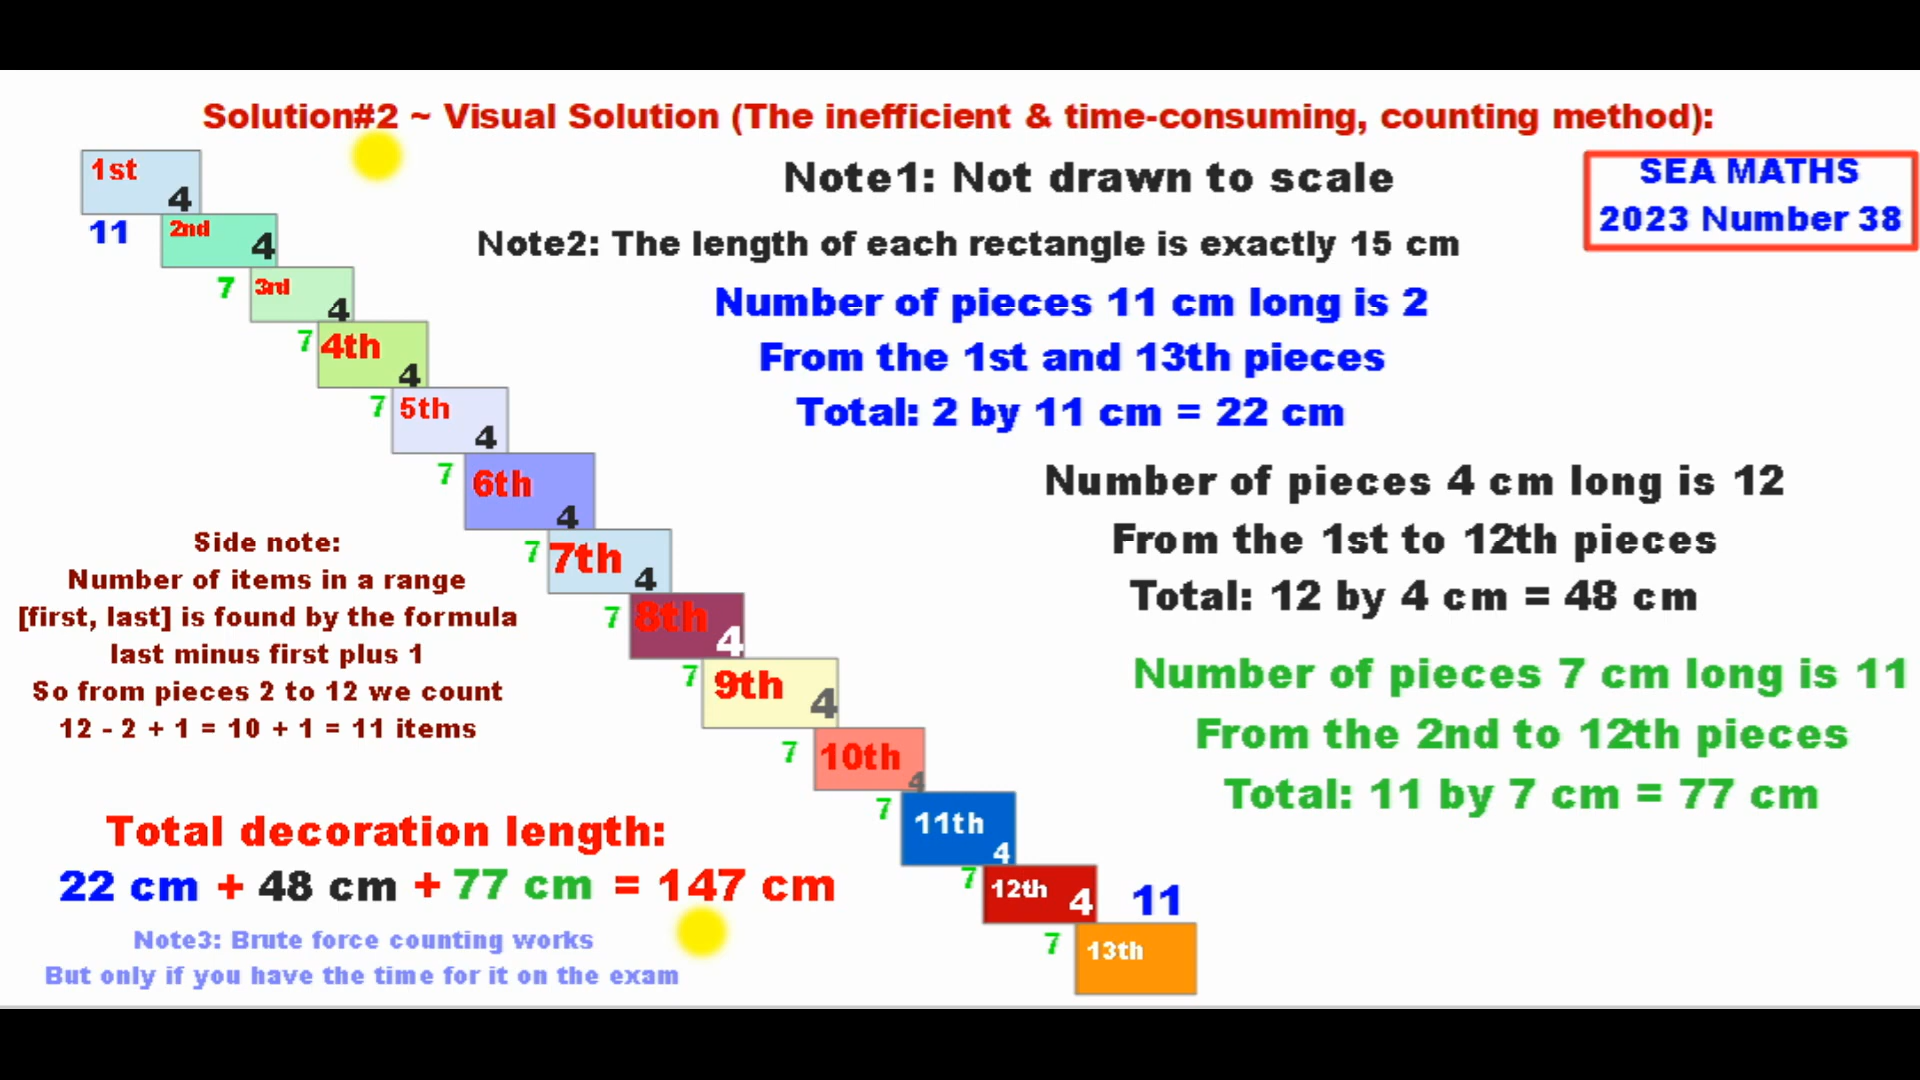 Solution#2 ~ Visual Solution (The inefficient & time-consuming, counting method):
Note1: Not drawn to scale
SEA MATHS
2023 Number 38
Note2: The length of each rectangle is exactly 15 cm
Number of pieces 11 cm long is 2
From the 1st and 13th pieces
Total: 2 by 11 cm = 22 cm
Number of pieces 4 cm long is 12
From the 1st to 12th pieces
Total: 12 by 4 cm = 48 cm
Number of pieces 7 cm long is 11
From the 2nd to 12th pieces
Total: 11 by 7 cm = 77 cm
1st
4
11
2nd
4
7
3rd
4
7
4th
4
7
5th
4
7
6th
4
7
7th
4
7
8th
4
7
9th
4
7
10th
4
7
11th
4
7
12th
4
11
7
13th
Side note:
Number of items in a range
[first, last] is found by the formula
last minus first plus 1
So from pieces 2 to 12 we count
12 - 2 + 1 = 10 + 1 = 11 items
Total decoration length:
22 cm + 48 cm + 77 cm = 147 cm
Note3: Brute force counting works
But only if you have the time for it on the exam